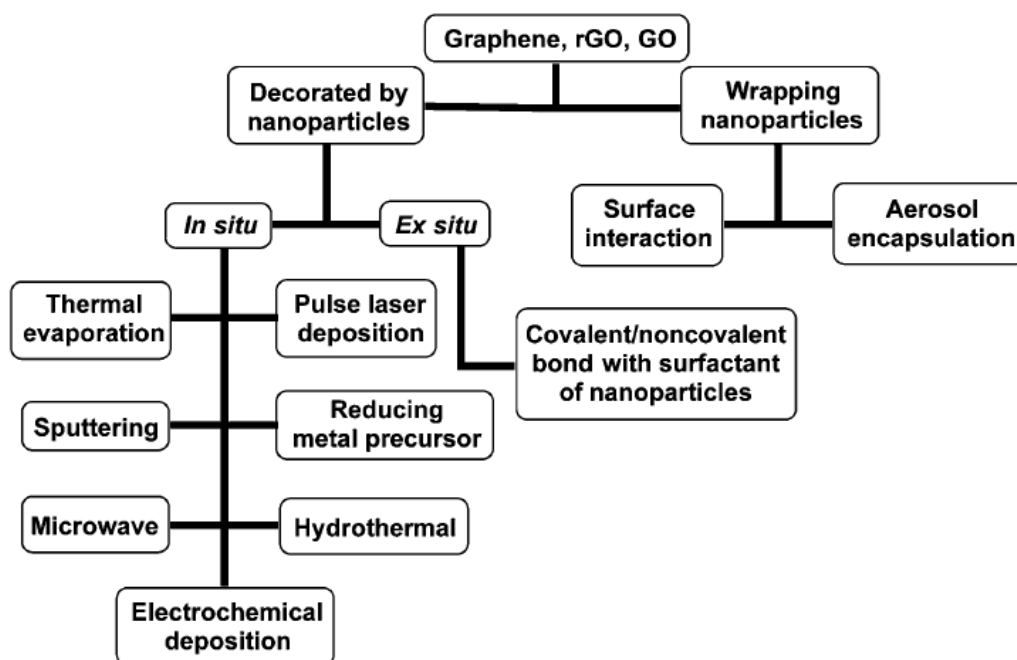 Graphene, rGO, GO
Decorated by
nanoparticles
Wrapping
nanoparticles
In situ
Ex situ
Surface
interaction
Aerosol
encapsulation
Thermal
evaporation
Pulse laser
deposition
Covalent/noncovalent
bond with surfactant
of nanoparticles
Sputtering
Reducing
metal precursor
Microwave
Hydrothermal
Electrochemical
deposition